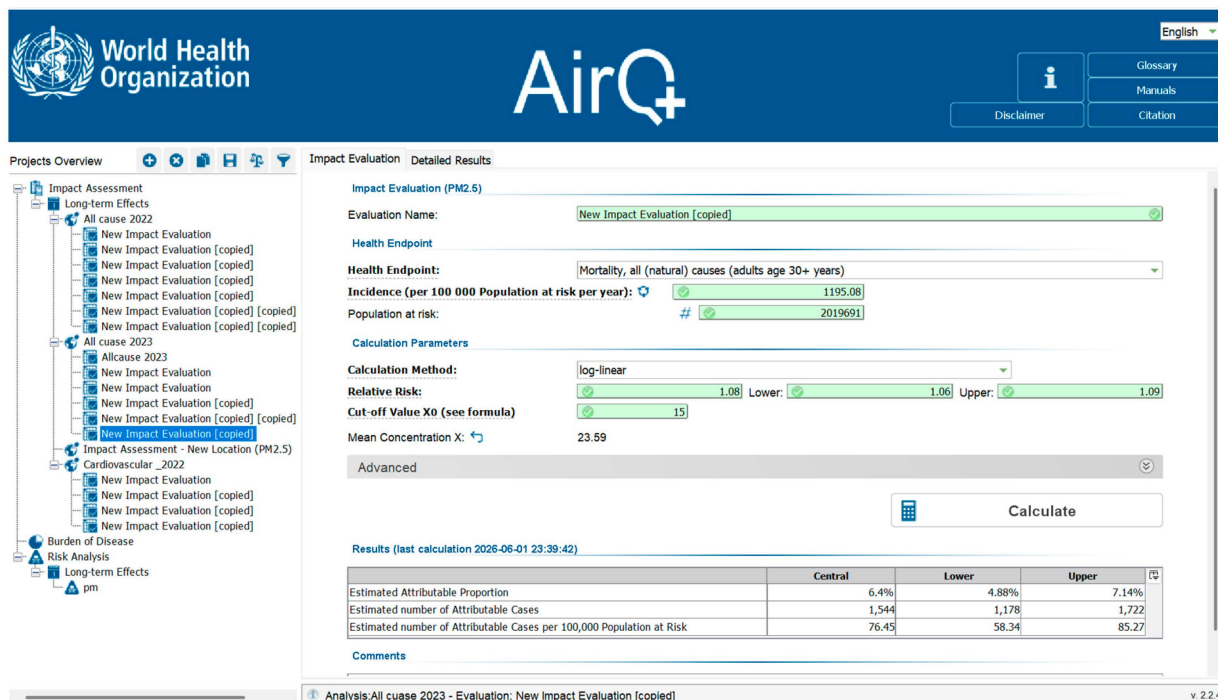 World Health
Organization
AirQ+
English
i
Glossary
Manuals
Disclaimer
Citation
Projects Overview
Impact Assessment
Long-term Effects
All cause 2022
New Impact Evaluation
New Impact Evaluation [copied]
New Impact Evaluation [copied]
New Impact Evaluation [copied]
New Impact Evaluation [copied]
New Impact Evaluation [copied] [copied]
New Impact Evaluation [copied] [copied]
All cuase 2023
Allcause 2023
New Impact Evaluation
New Impact Evaluation
New Impact Evaluation [copied]
New Impact Evaluation [copied] [copied]
New Impact Evaluation [copied]
Impact Assessment - New Location (PM2.5)
Cardiovascular _2022
New Impact Evaluation
New Impact Evaluation [copied]
New Impact Evaluation [copied]
New Impact Evaluation [copied]
Burden of Disease
Risk Analysis
Long-term Effects
pm
Impact Evaluation Detailed Results
Impact Evaluation (PM2.5)
Evaluation Name: New Impact Evaluation [copied]
Health Endpoint
Health Endpoint: Mortality, all (natural) causes (adults age 30+ years)
Incidence (per 100 000 Population at risk per year): 1195.08
Population at risk: # 2019691
Calculation Parameters
Calculation Method: log-linear
Relative Risk: 1.08 Lower: 1.06 Upper: 1.09
Cut-off Value X0 (see formula) 15
Mean Concentration X: 23.59
Advanced
Calculate
Results (last calculation 2026-06-01 23:39:42)
Central Lower Upper
Estimated Attributable Proportion 6.4% 4.88% 7.14%
Estimated number of Attributable Cases 1,544 1,178 1,722
Estimated number of Attributable Cases per 100,000 Population at Risk 76.45 58.34 85.27
Comments
Analysis:All cuase 2023 - Evaluation: New Impact Evaluation [copied]
v. 2.2.4